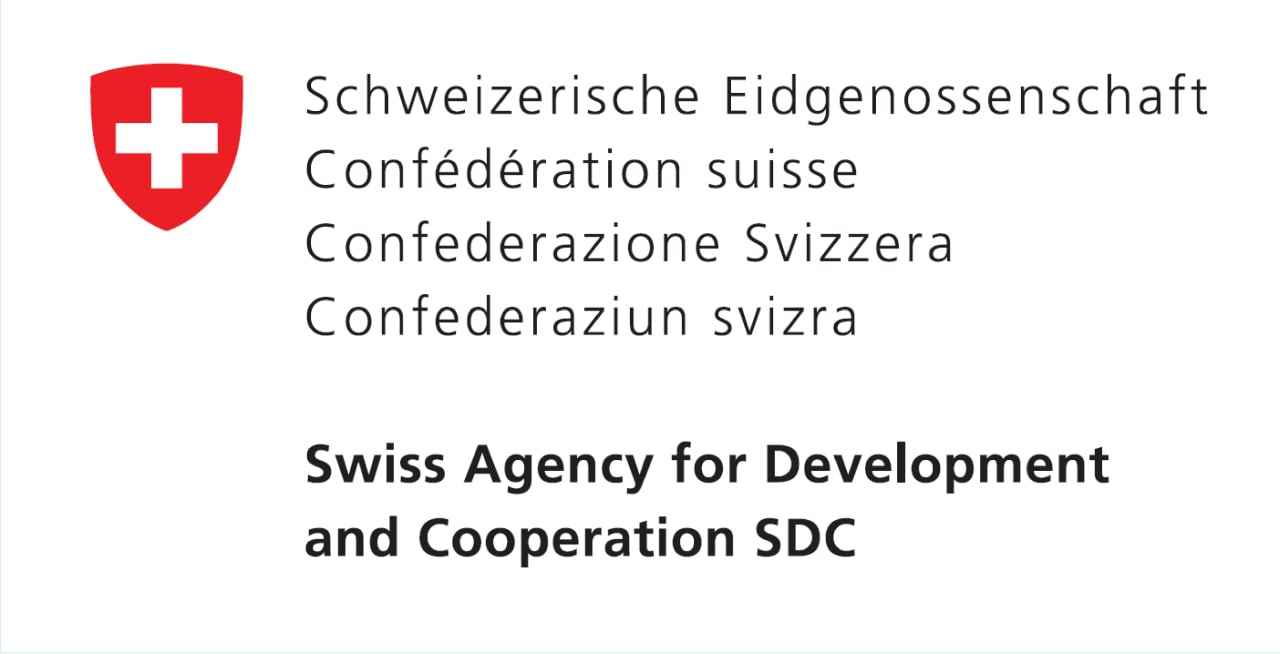 Schweizerische Eidgenossenschaft
Confédération suisse
Confederazione Svizzera
Confederaziun svizra
Swiss Agency for Development
and Cooperation SDC